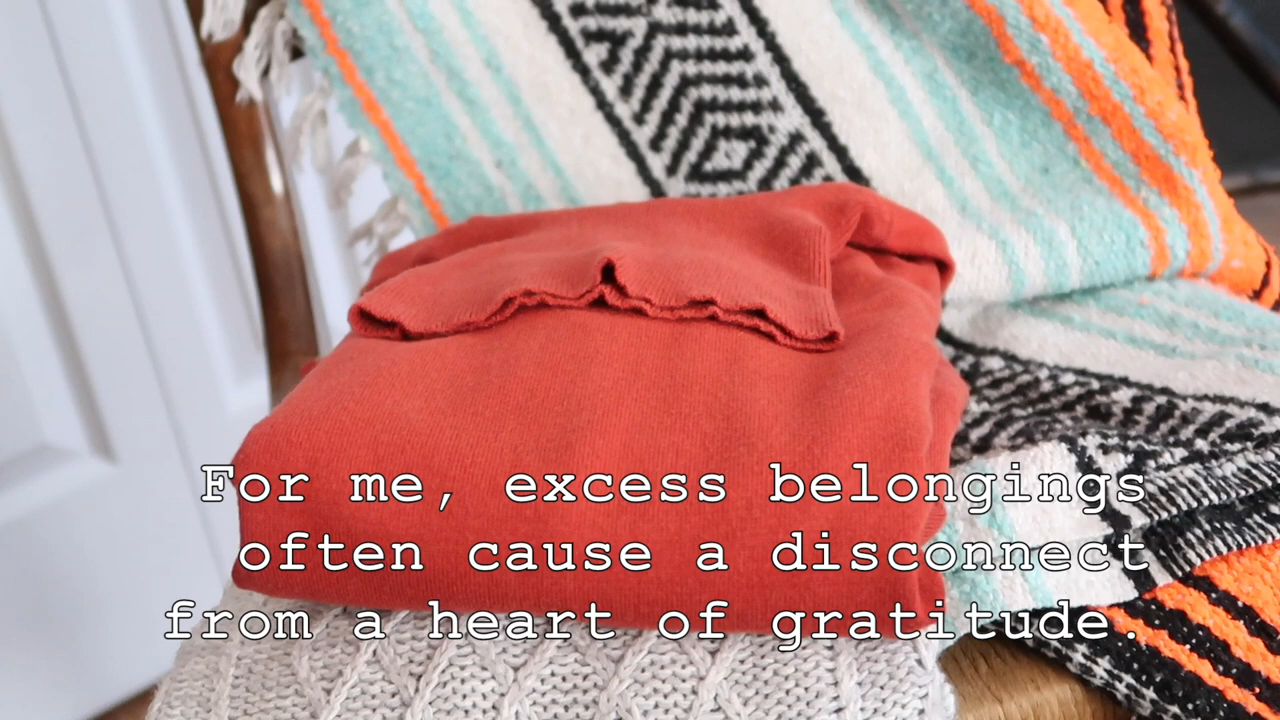 For me, excess belongings
often cause a disconnect
from a heart of gratitude.